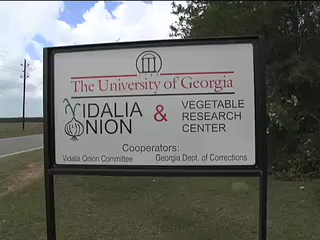 The University of Georgia
VIDALIA ONION & VEGETABLE RESEARCH CENTER
Cooperators:
Vidalia Onion Committee Georgia Dept. of Corrections